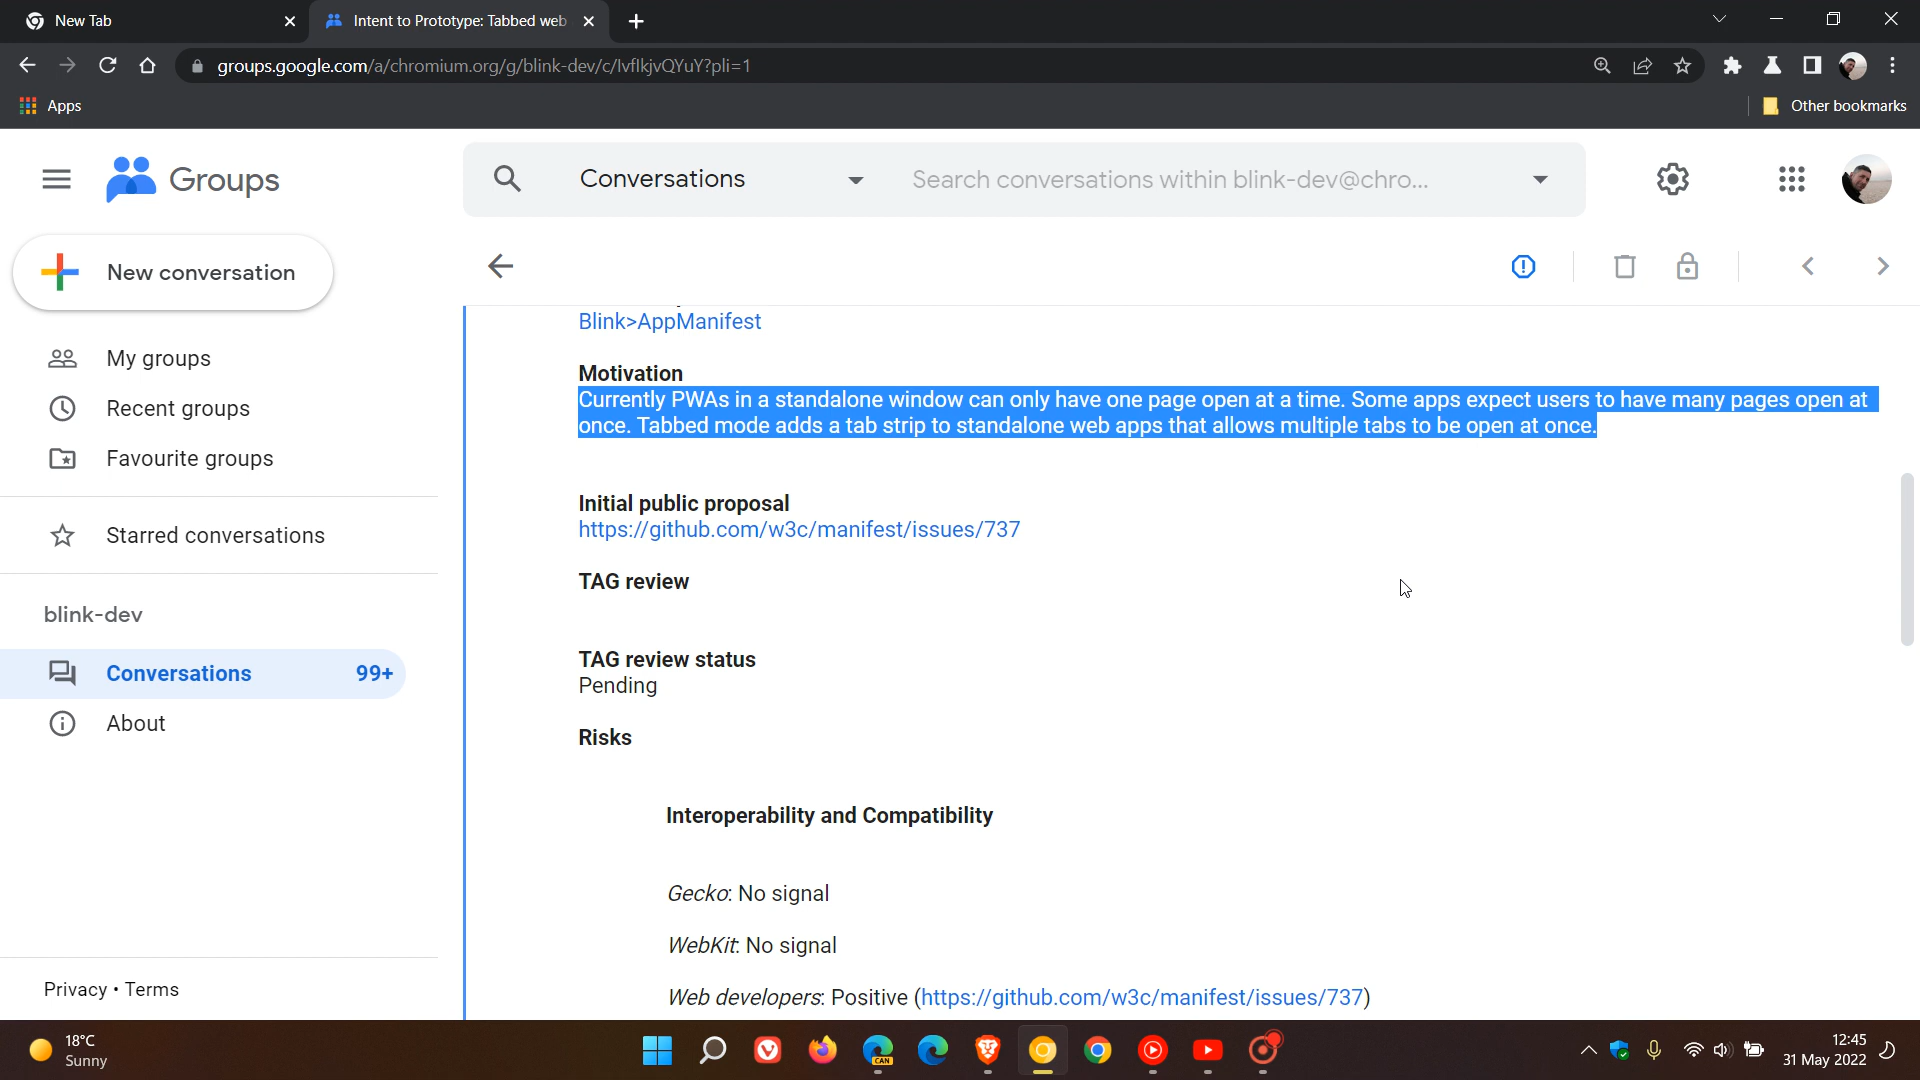 New Tab
Intent to Prototype: Tabbed web
groups.google.com/a/chromium.org/g/blink-dev/c/lvflkjvQYuY?pli=1
Apps
Other bookmarks
Groups
Conversations
Search conversations within blink-dev@chro...
New conversation
My groups
Recent groups
Favourite groups
Starred conversations
blink-dev
Conversations 99+
About
Privacy • Terms
Blink>AppManifest
Motivation
Currently PWAs in a standalone window can only have one page open at a time. Some apps expect users to have many pages open at
once. Tabbed mode adds a tab strip to standalone web apps that allows multiple tabs to be open at once.
Initial public proposal
https://github.com/w3c/manifest/issues/737
TAG review
TAG review status
Pending
Risks
Interoperability and Compatibility
Gecko: No signal
WebKit: No signal
Web developers: Positive (https://github.com/w3c/manifest/issues/737)
18°C
Sunny
CAN
12:45
31 May 2022